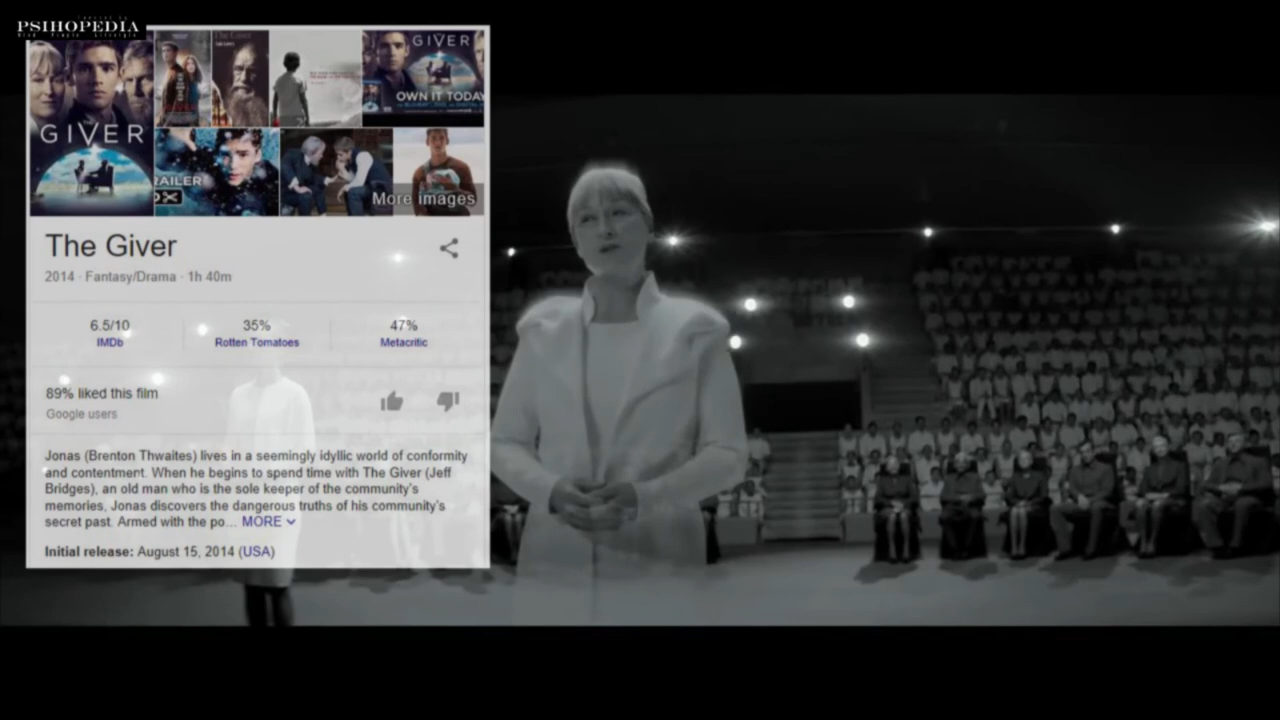 PSIHOPEDIA
GIVER
GIVER
OWN IT TODAY
RAILER
More images
The Giver
2014 · Fantasy/Drama · 1h 40m
6.5/10 35% 47%
IMDb Rotten Tomatoes Metacritic
89% liked this film
Google users
Jonas (Brenton Thwaites) lives in a seemingly idyllic world of conformity
and contentment. When he begins to spend time with The Giver (Jeff
Bridges), an old man who is the sole keeper of the community's
memories, Jonas discovers the dangerous truths of his community's
secret past. Armed with the po... MORE
Initial release: August 15, 2014 (USA)